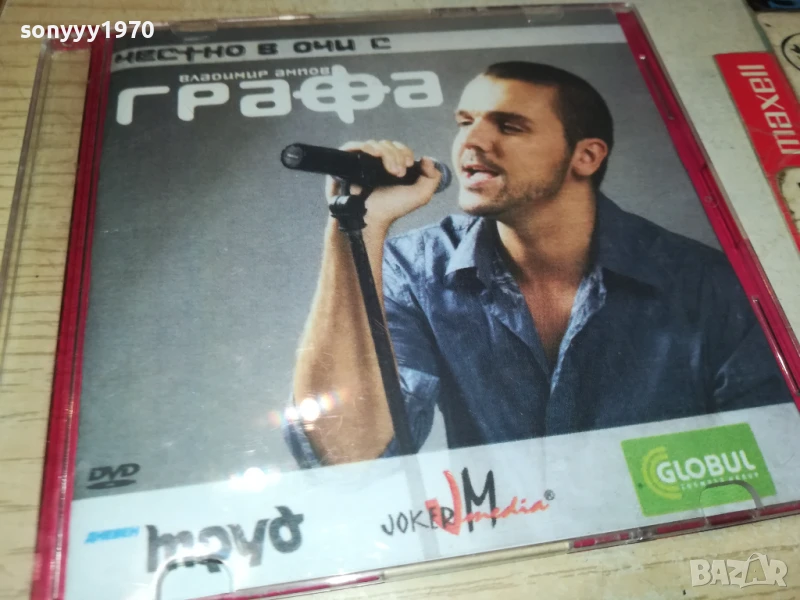 sonyyy1970
честно в очи с
владимир ампов
графа
maxell
DVD
GLOBUL
дневен
труд
JOKER Media®
BAZAR